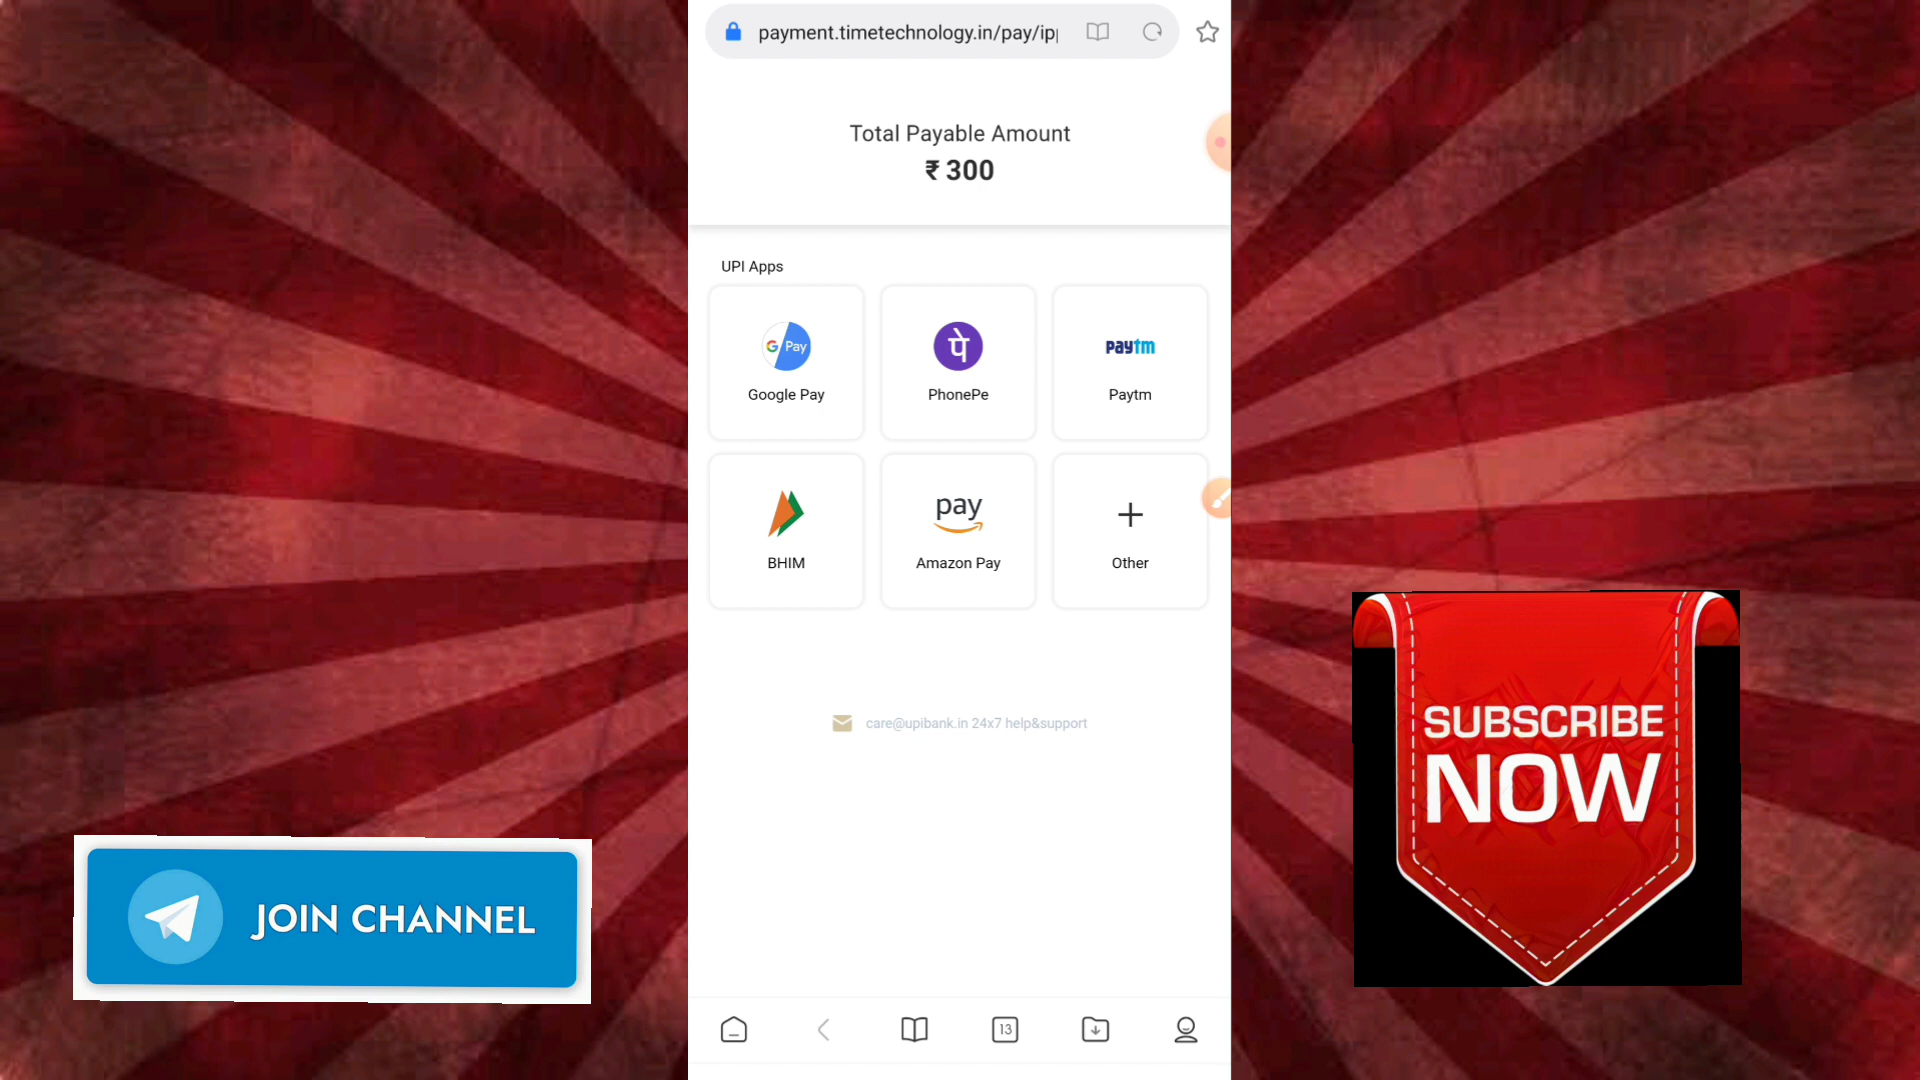 payment.timetechnology.in/pay/ip
Total Payable Amount
₹ 300
UPI Apps
G Pay
पे
paytm
Google Pay
PhonePe
Paytm
pay
BHIM
Amazon Pay
Other
care@upibank.in 24x7 help&support
SUBSCRIBE
NOW
JOIN CHANNEL
13